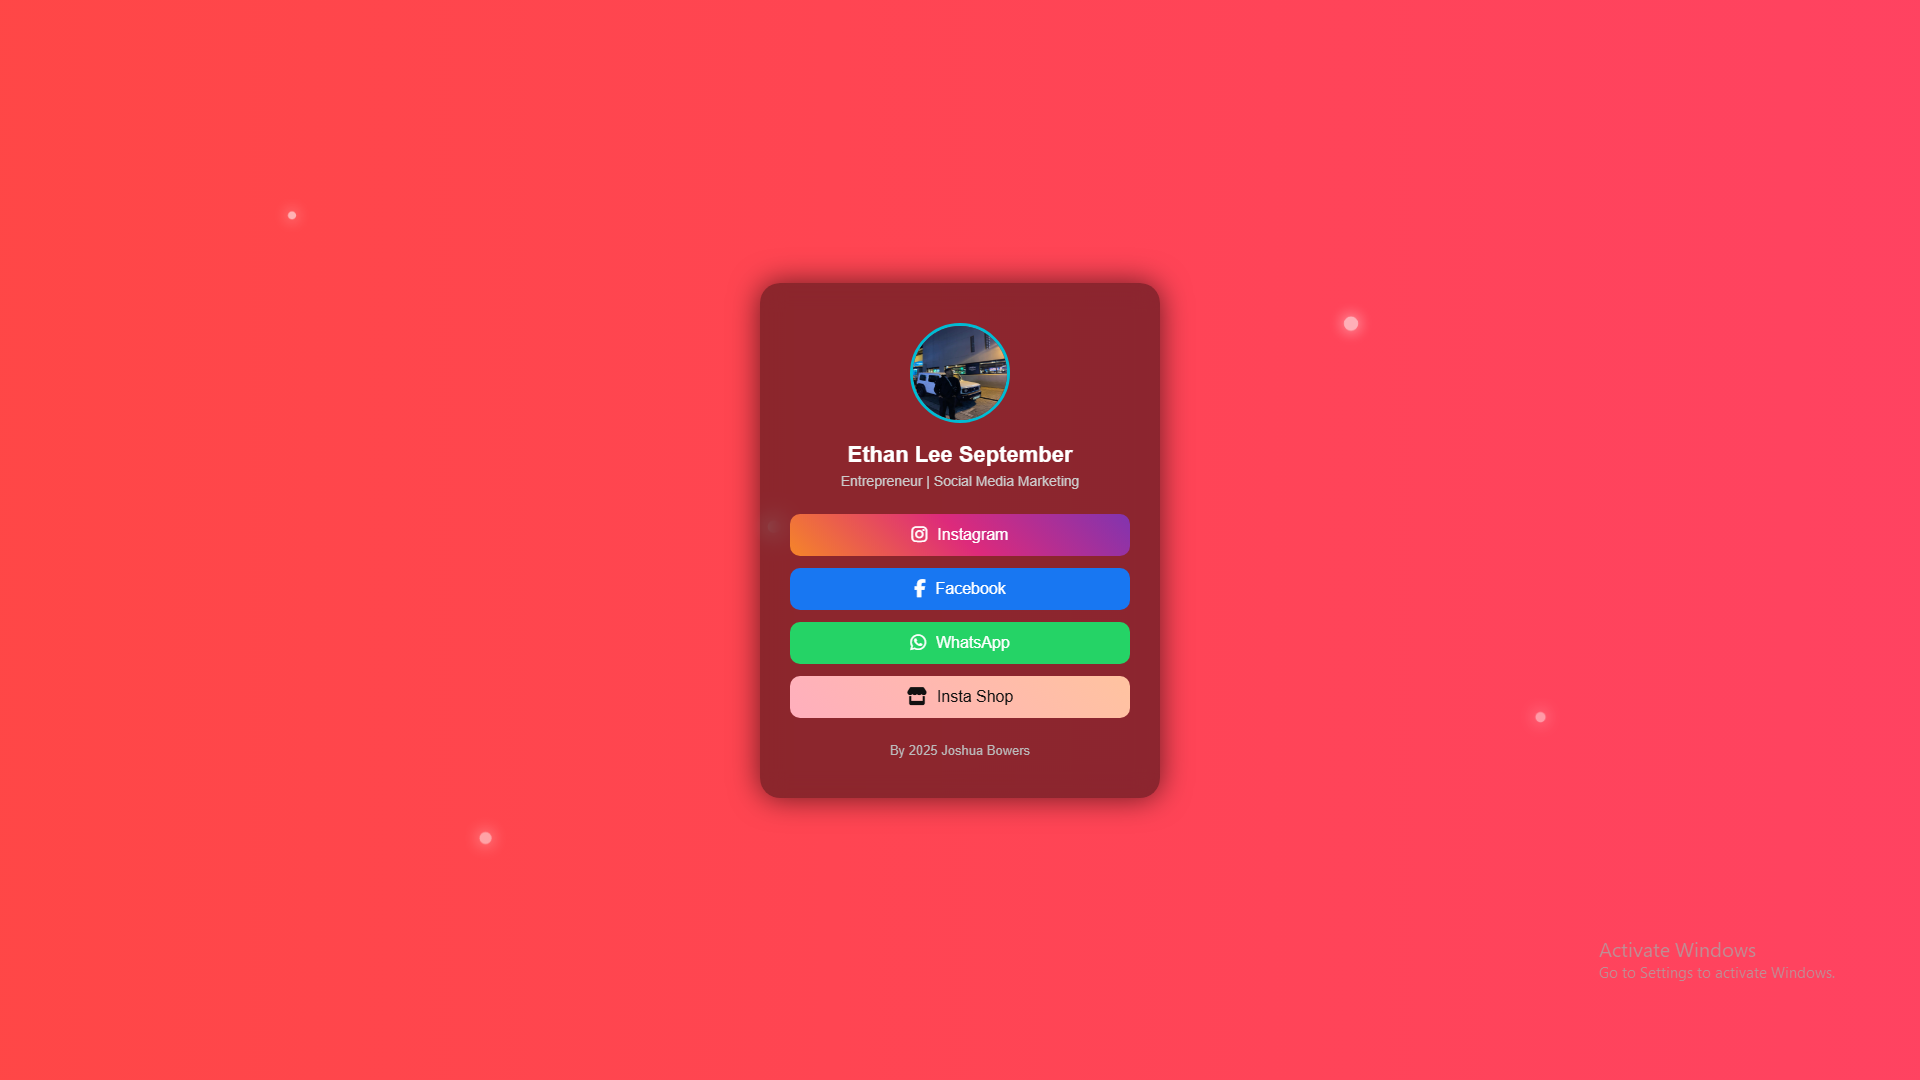 Ethan Lee September
Entrepreneur | Social Media Marketing
Instagram
Facebook
WhatsApp
Insta Shop
By 2025 Joshua Bowers
Activate Windows
Go to Settings to activate Windows.